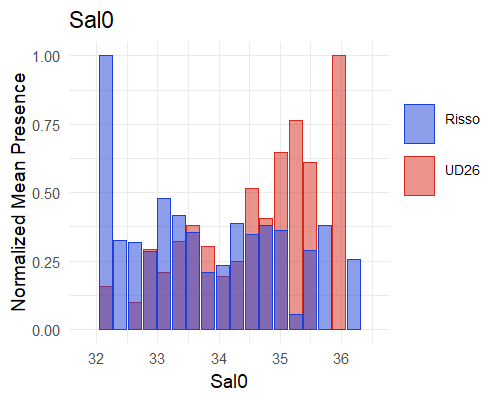 Sal0
Normalized Mean Presence
1.00
0.75
0.50
0.25
0.00
32 33 34 35 36
Sal0
Risso
UD26